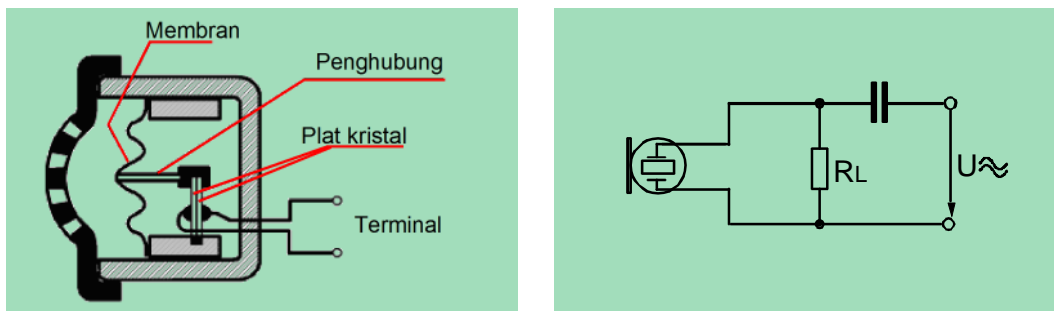 Membran
Penghubung
Plat kristal
Terminal
RL
U≈